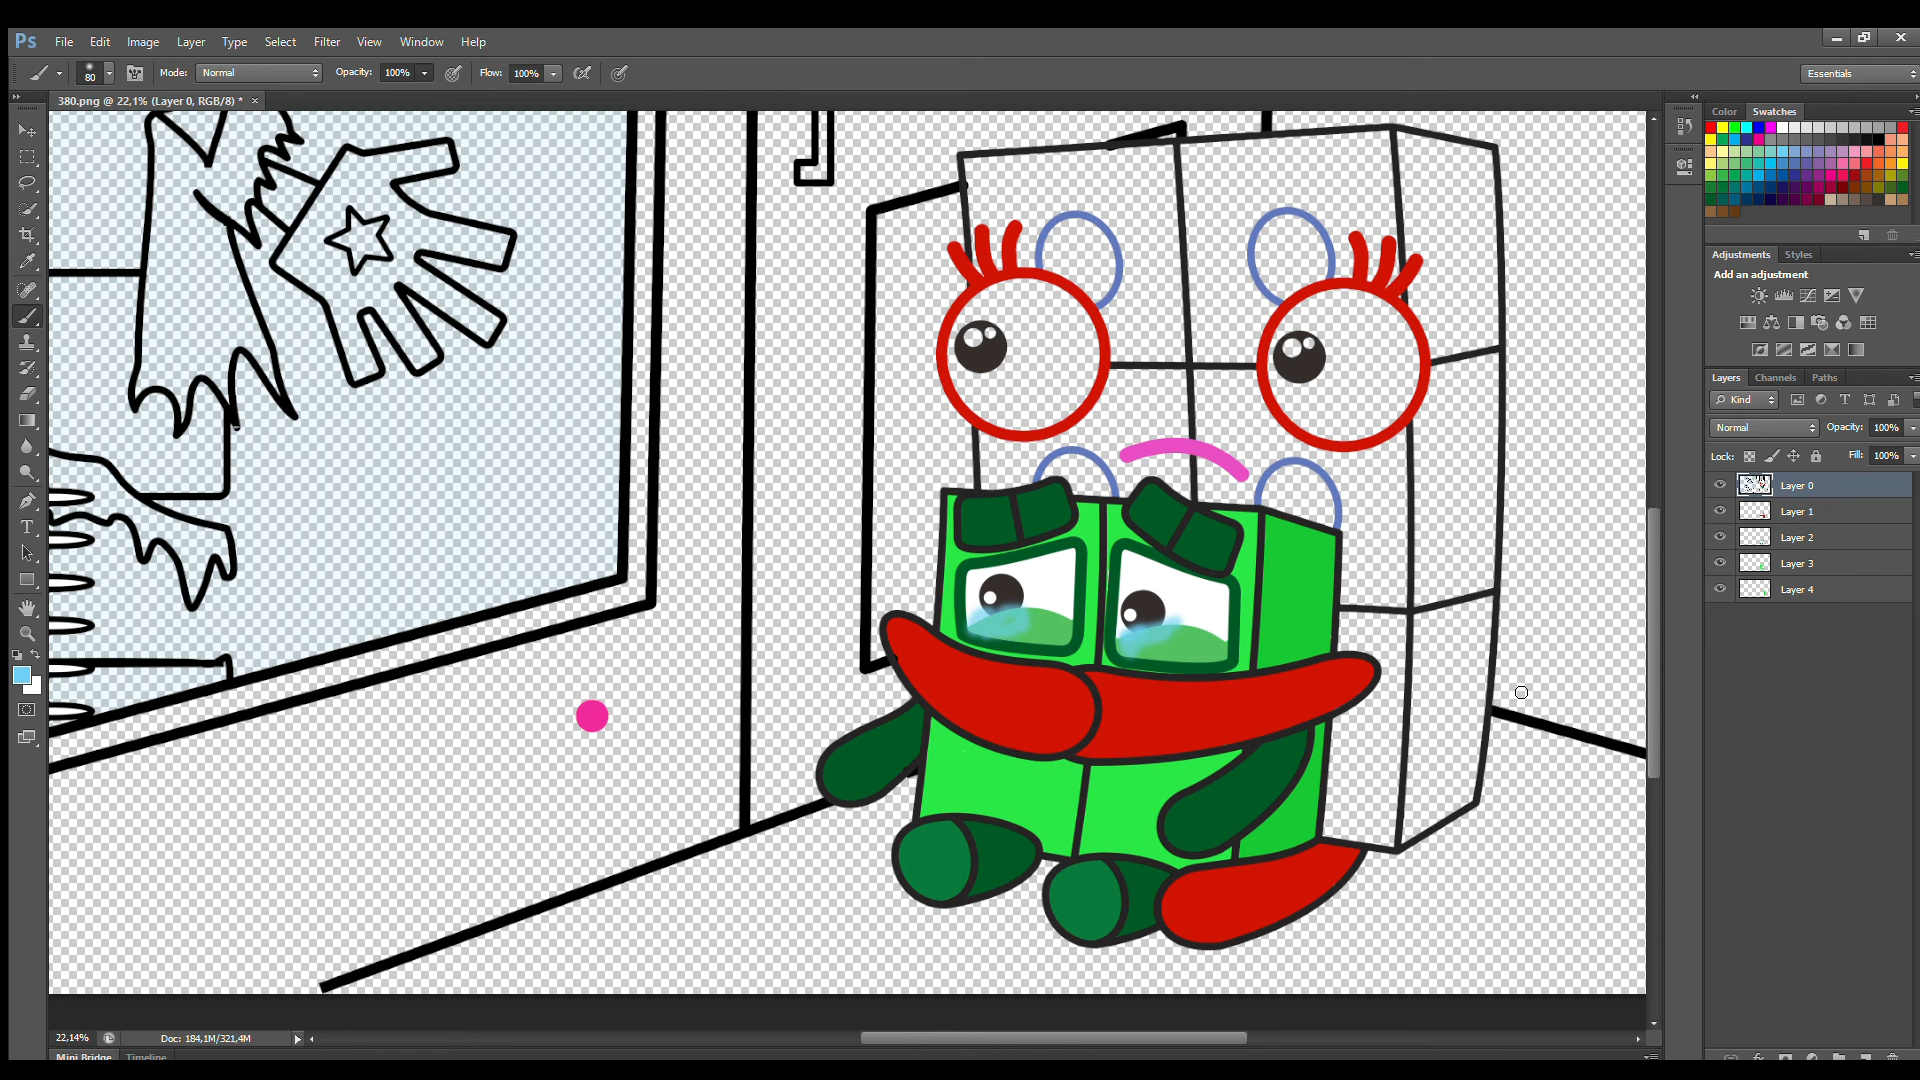 Ps File Edit Image Layer Type Select Filter View Window Help
80 Mode: Normal Opacity: 100% Flow: 100% Essentials
380.png @ 22,1% (Layer 0, RGB/8) * ×
Color Swatches
Adjustments Styles
Add an adjustment
Layers Channels Paths
Kind
Normal Opacity: 100%
Lock: Fill: 100%
Layer 0
Layer 1
Layer 2
Layer 3
Layer 4
22,14% Doc: 184,1M/321,4M
Mini Bridge Timeline